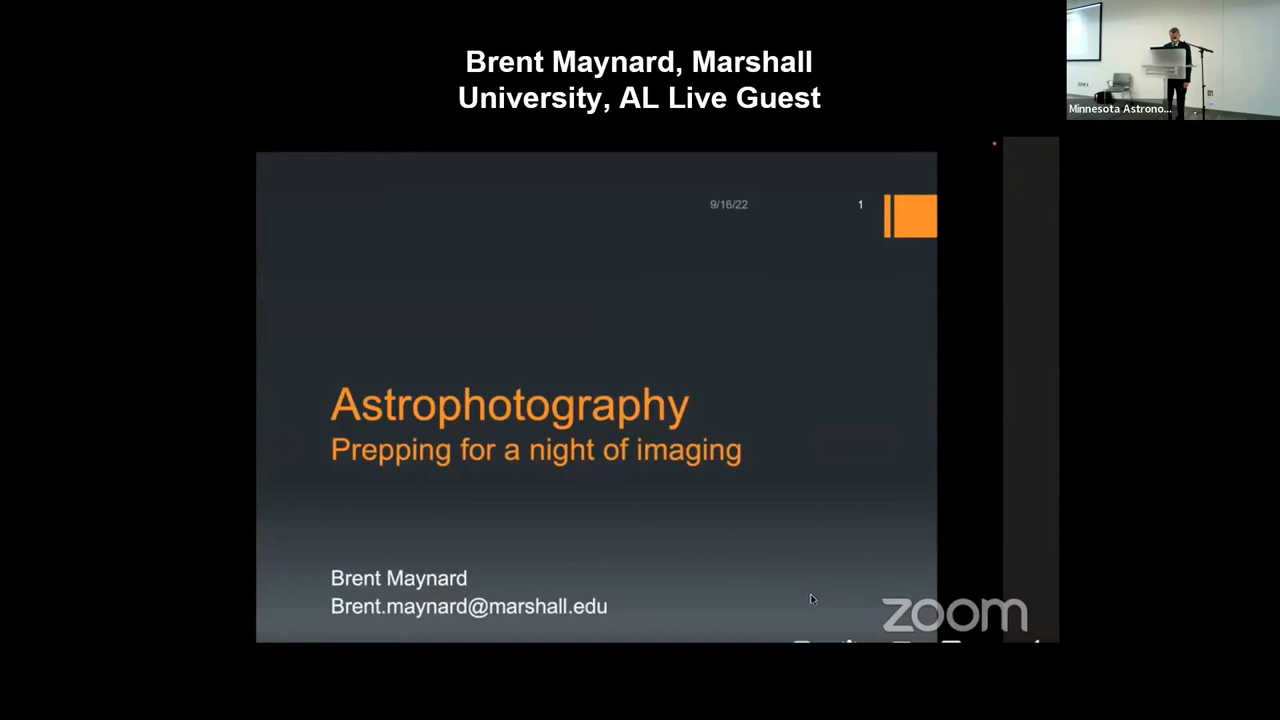 Brent Maynard, Marshall
University, AL Live Guest
Minnesota Astrono...
9/16/22
1
Astrophotography
Prepping for a night of imaging
Brent Maynard
Brent.maynard@marshall.edu
zoom